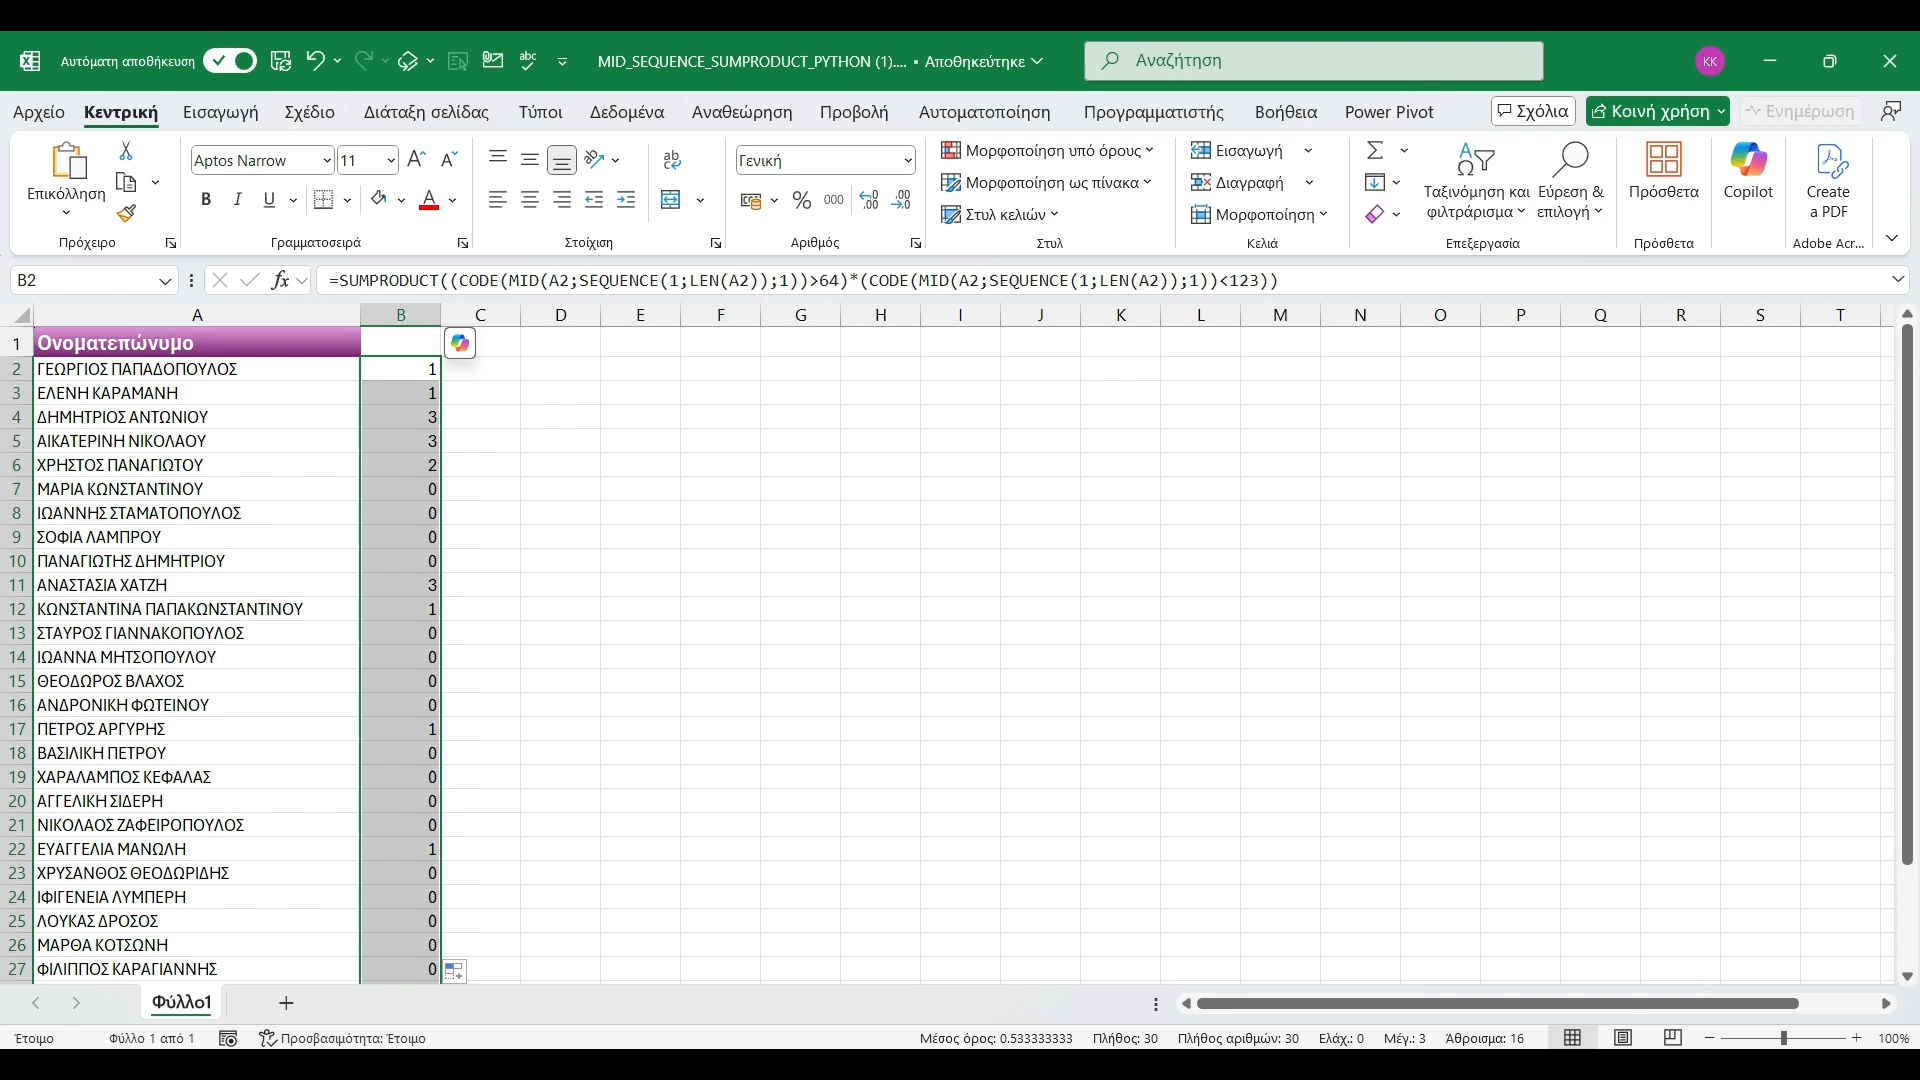 Αυτόματη αποθήκευση
MID_SEQUENCE_SUMPRODUCT_PYTHON (1).... • Αποθηκεύτηκε
Αναζήτηση
KK
Αρχείο Κεντρική Εισαγωγή Σχέδιο Διάταξη σελίδας Τύποι Δεδομένα Αναθεώρηση Προβολή Αυτοματοποίηση Προγραμματιστής Βοήθεια Power Pivot
Σχόλια Κοινή χρήση Ενημέρωση
Επικόλληση
Πρόχειρο
Aptos Narrow 11
B I U
Γραμματοσειρά
Στοίχιση
Γενική
% 000
Αριθμός
Μορφοποίηση υπό όρους
Μορφοποίηση ως πίνακα
Στυλ κελιών
Στυλ
Εισαγωγή
Διαγραφή
Μορφοποίηση
Κελιά
Ταξινόμηση και φιλτράρισμα
Εύρεση & επιλογή
Επεξεργασία
Πρόσθετα
Πρόσθετα
Copilot
Create a PDF
Adobe Acr...
B2
fx
=SUMPRODUCT((CODE(MID(A2;SEQUENCE(1;LEN(A2));1))>64)*(CODE(MID(A2;SEQUENCE(1;LEN(A2));1))<123))
A B C D E F G H I J K L M N O P Q R S T
1 Ονοματεπώνυμο
2 ΓΕΩΡΓΙΟΣ ΠΑΠΑΔΟΠΟΥΛΟΣ 1
3 ΕΛΕΝΗ ΚΑΡΑΜΑΝΗ 1
4 ΔΗΜΗΤΡΙΟΣ ΑΝΤΩΝΙΟΥ 3
5 ΑΙΚΑΤΕΡΙΝΗ ΝΙΚΟΛΑΟΥ 3
6 ΧΡΗΣΤΟΣ ΠΑΝΑΓΙΩΤΟΥ 2
7 ΜΑΡΙΑ ΚΩΝΣΤΑΝΤΙΝΟΥ 0
8 ΙΩΑΝΝΗΣ ΣΤΑΜΑΤΟΠΟΥΛΟΣ 0
9 ΣΟΦΙΑ ΛΑΜΠΡΟΥ 0
10 ΠΑΝΑΓΙΩΤΗΣ ΔΗΜΗΤΡΙΟΥ 0
11 ΑΝΑΣΤΑΣΙΑ ΧΑΤΖΗ 3
12 ΚΩΝΣΤΑΝΤΙΝΑ ΠΑΠΑΚΩΝΣΤΑΝΤΙΝΟΥ 1
13 ΣΤΑΥΡΟΣ ΓΙΑΝΝΑΚΟΠΟΥΛΟΣ 0
14 ΙΩΑΝΝΑ ΜΗΤΣΟΠΟΥΛΟΥ 0
15 ΘΕΟΔΩΡΟΣ ΒΛΑΧΟΣ 0
16 ΑΝΔΡΟΝΙΚΗ ΦΩΤΕΙΝΟΥ 0
17 ΠΕΤΡΟΣ ΑΡΓΥΡΗΣ 1
18 ΒΑΣΙΛΙΚΗ ΠΕΤΡΟΥ 0
19 ΧΑΡΑΛΑΜΠΟΣ ΚΕΦΑΛΑΣ 0
20 ΑΓΓΕΛΙΚΗ ΣΙΔΕΡΗ 0
21 ΝΙΚΟΛΑΟΣ ΖΑΦΕΙΡΟΠΟΥΛΟΣ 0
22 ΕΥΑΓΓΕΛΙΑ ΜΑΝΩΛΗ 1
23 ΧΡΥΣΑΝΘΟΣ ΘΕΟΔΩΡΙΔΗΣ 0
24 ΙΦΙΓΕΝΕΙΑ ΛΥΜΠΕΡΗ 0
25 ΛΟΥΚΑΣ ΔΡΟΣΟΣ 0
26 ΜΑΡΘΑ ΚΟΤΣΩΝΗ 0
27 ΦΙΛΙΠΠΟΣ ΚΑΡΑΓΙΑΝΝΗΣ 0
Φύλλο1
Έτοιμο Φύλλο 1 από 1 Προσβασιμότητα: Έτοιμο Μέσος όρος: 0.533333333 Πλήθος: 30 Πλήθος αριθμών: 30 Ελάχ.: 0 Μέγ.: 3 Άθροισμα: 16 100%